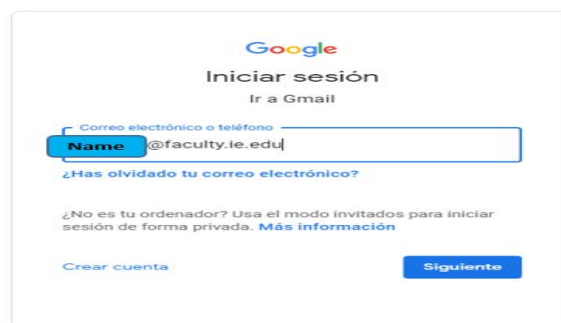 Google
Iniciar sesión
Ir a Gmail
Correo electrónico o teléfono
Name @faculty.ie.edu
¿Has olvidado tu correo electrónico?
¿No es tu ordenador? Usa el modo invitados para iniciar
sesión de forma privada. Más información
Crear cuenta Siguiente